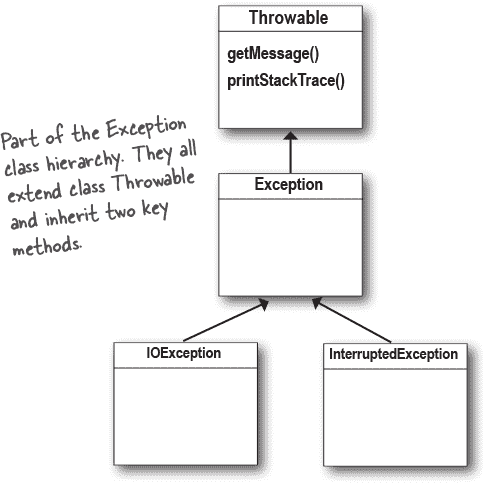 Throwable
getMessage()
printStackTrace()
Part of the Exception
class hierarchy. They all
extend class Throwable
and inherit two key
methods.
Exception
IOException
InterruptedException